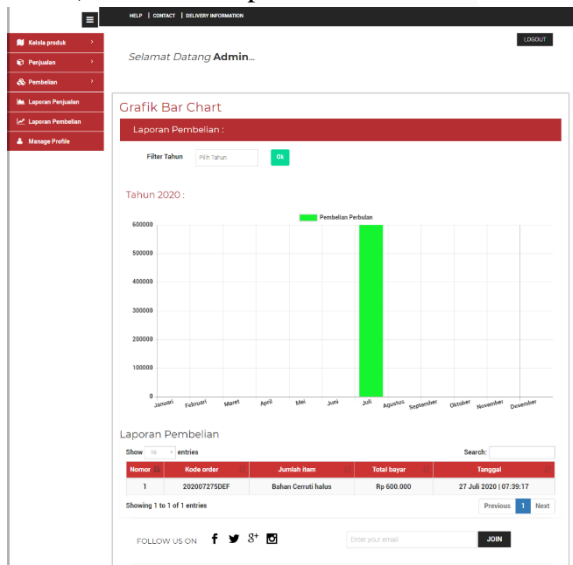 HELP | CONTACT | DELIVERY INFORMATION
LOGOUT
Kelola produk
Penjualan
Pembelian
Laporan Penjualan
Laporan Pembelian
Manage Profile
Selamat Datang Admin...
Grafik Bar Chart
Laporan Pembelian :
Filter Tahun Pilih Tahun Ok
Tahun 2020 :
Pembelian Perbulan
600000
500000
400000
300000
200000
100000
0
Januari Februari Maret April Mei Juni Juli Agustus September Oktober November Desember
Laporan Pembelian
Show 10 entries Search:
Nomor Kode order Jumlah item Total bayar Tanggal
1 202007275DEF Bahan Cerruti halus Rp 600.000 27 Juli 2020 | 07:39:17
Showing 1 to 1 of 1 entries Previous 1 Next
FOLLOW US ON Enter your email JOIN